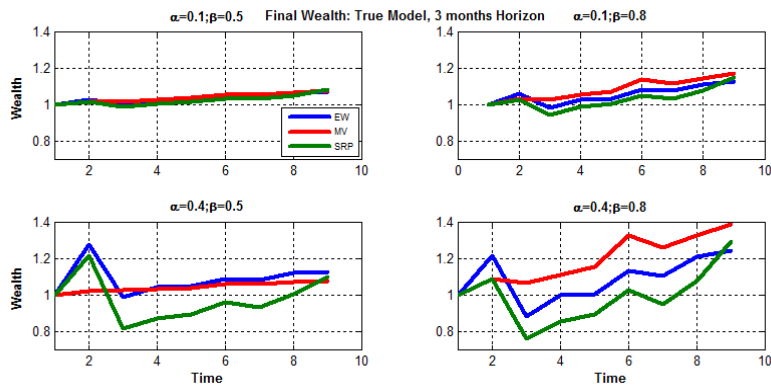 Final Wealth: True Model, 3 months Horizon
α=0.1;β=0.5
α=0.1;β=0.8
1.4
1.2
1
0.8
Wealth
2 4 6 8 10
EW
MV
SRP
1.4
1.2
1
0.8
0 2 4 6 8 10
α=0.4;β=0.5
α=0.4;β=0.8
1.4
1.2
1
0.8
Wealth
2 4 6 8 10
Time
1.4
1.2
1
0.8
0 2 4 6 8 10
Time